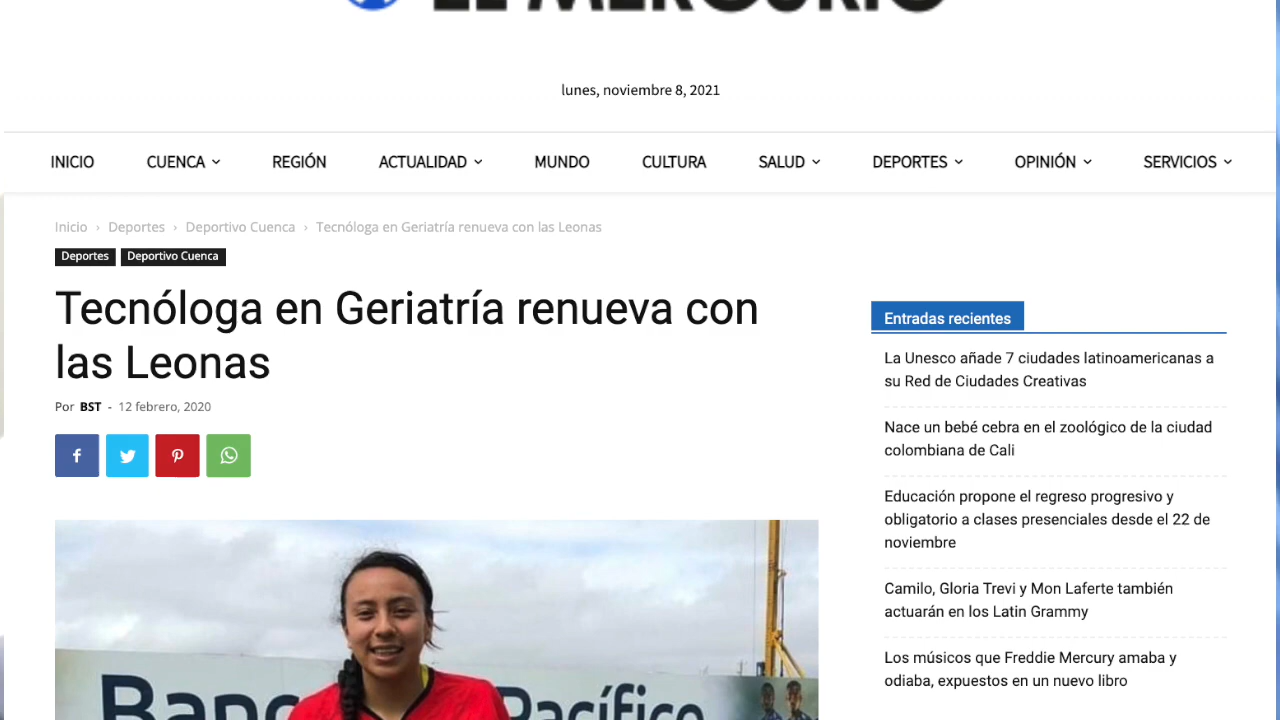 EL MERCURIO
lunes, noviembre 8, 2021
INICIO CUENCA REGIÓN ACTUALIDAD MUNDO CULTURA SALUD DEPORTES OPINIÓN SERVICIOS
Inicio › Deportes › Deportivo Cuenca › Tecnóloga en Geriatría renueva con las Leonas
Deportes Deportivo Cuenca
Tecnóloga en Geriatría renueva con
las Leonas
Por BST - 12 febrero, 2020
Entradas recientes
La Unesco añade 7 ciudades latinoamericanas a
su Red de Ciudades Creativas
Nace un bebé cebra en el zoológico de la ciudad
colombiana de Cali
Educación propone el regreso progresivo y
obligatorio a clases presenciales desde el 22 de
noviembre
Camilo, Gloria Trevi y Mon Laferte también
actuarán en los Latin Grammy
Los músicos que Freddie Mercury amaba y
odiaba, expuestos en un nuevo libro
Banc Pacífico